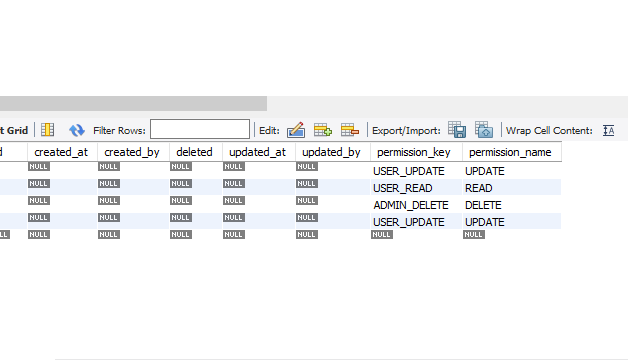 t Grid Filter Rows: Edit: Export/Import: Wrap Cell Content:
d created_at created_by deleted updated_at updated_by permission_key permission_name
NULL NULL NULL NULL NULL USER_UPDATE UPDATE
NULL NULL NULL NULL NULL USER_READ READ
NULL NULL NULL NULL NULL ADMIN_DELETE DELETE
NULL NULL NULL NULL NULL USER_UPDATE UPDATE
ULL NULL NULL NULL NULL NULL NULL NULL